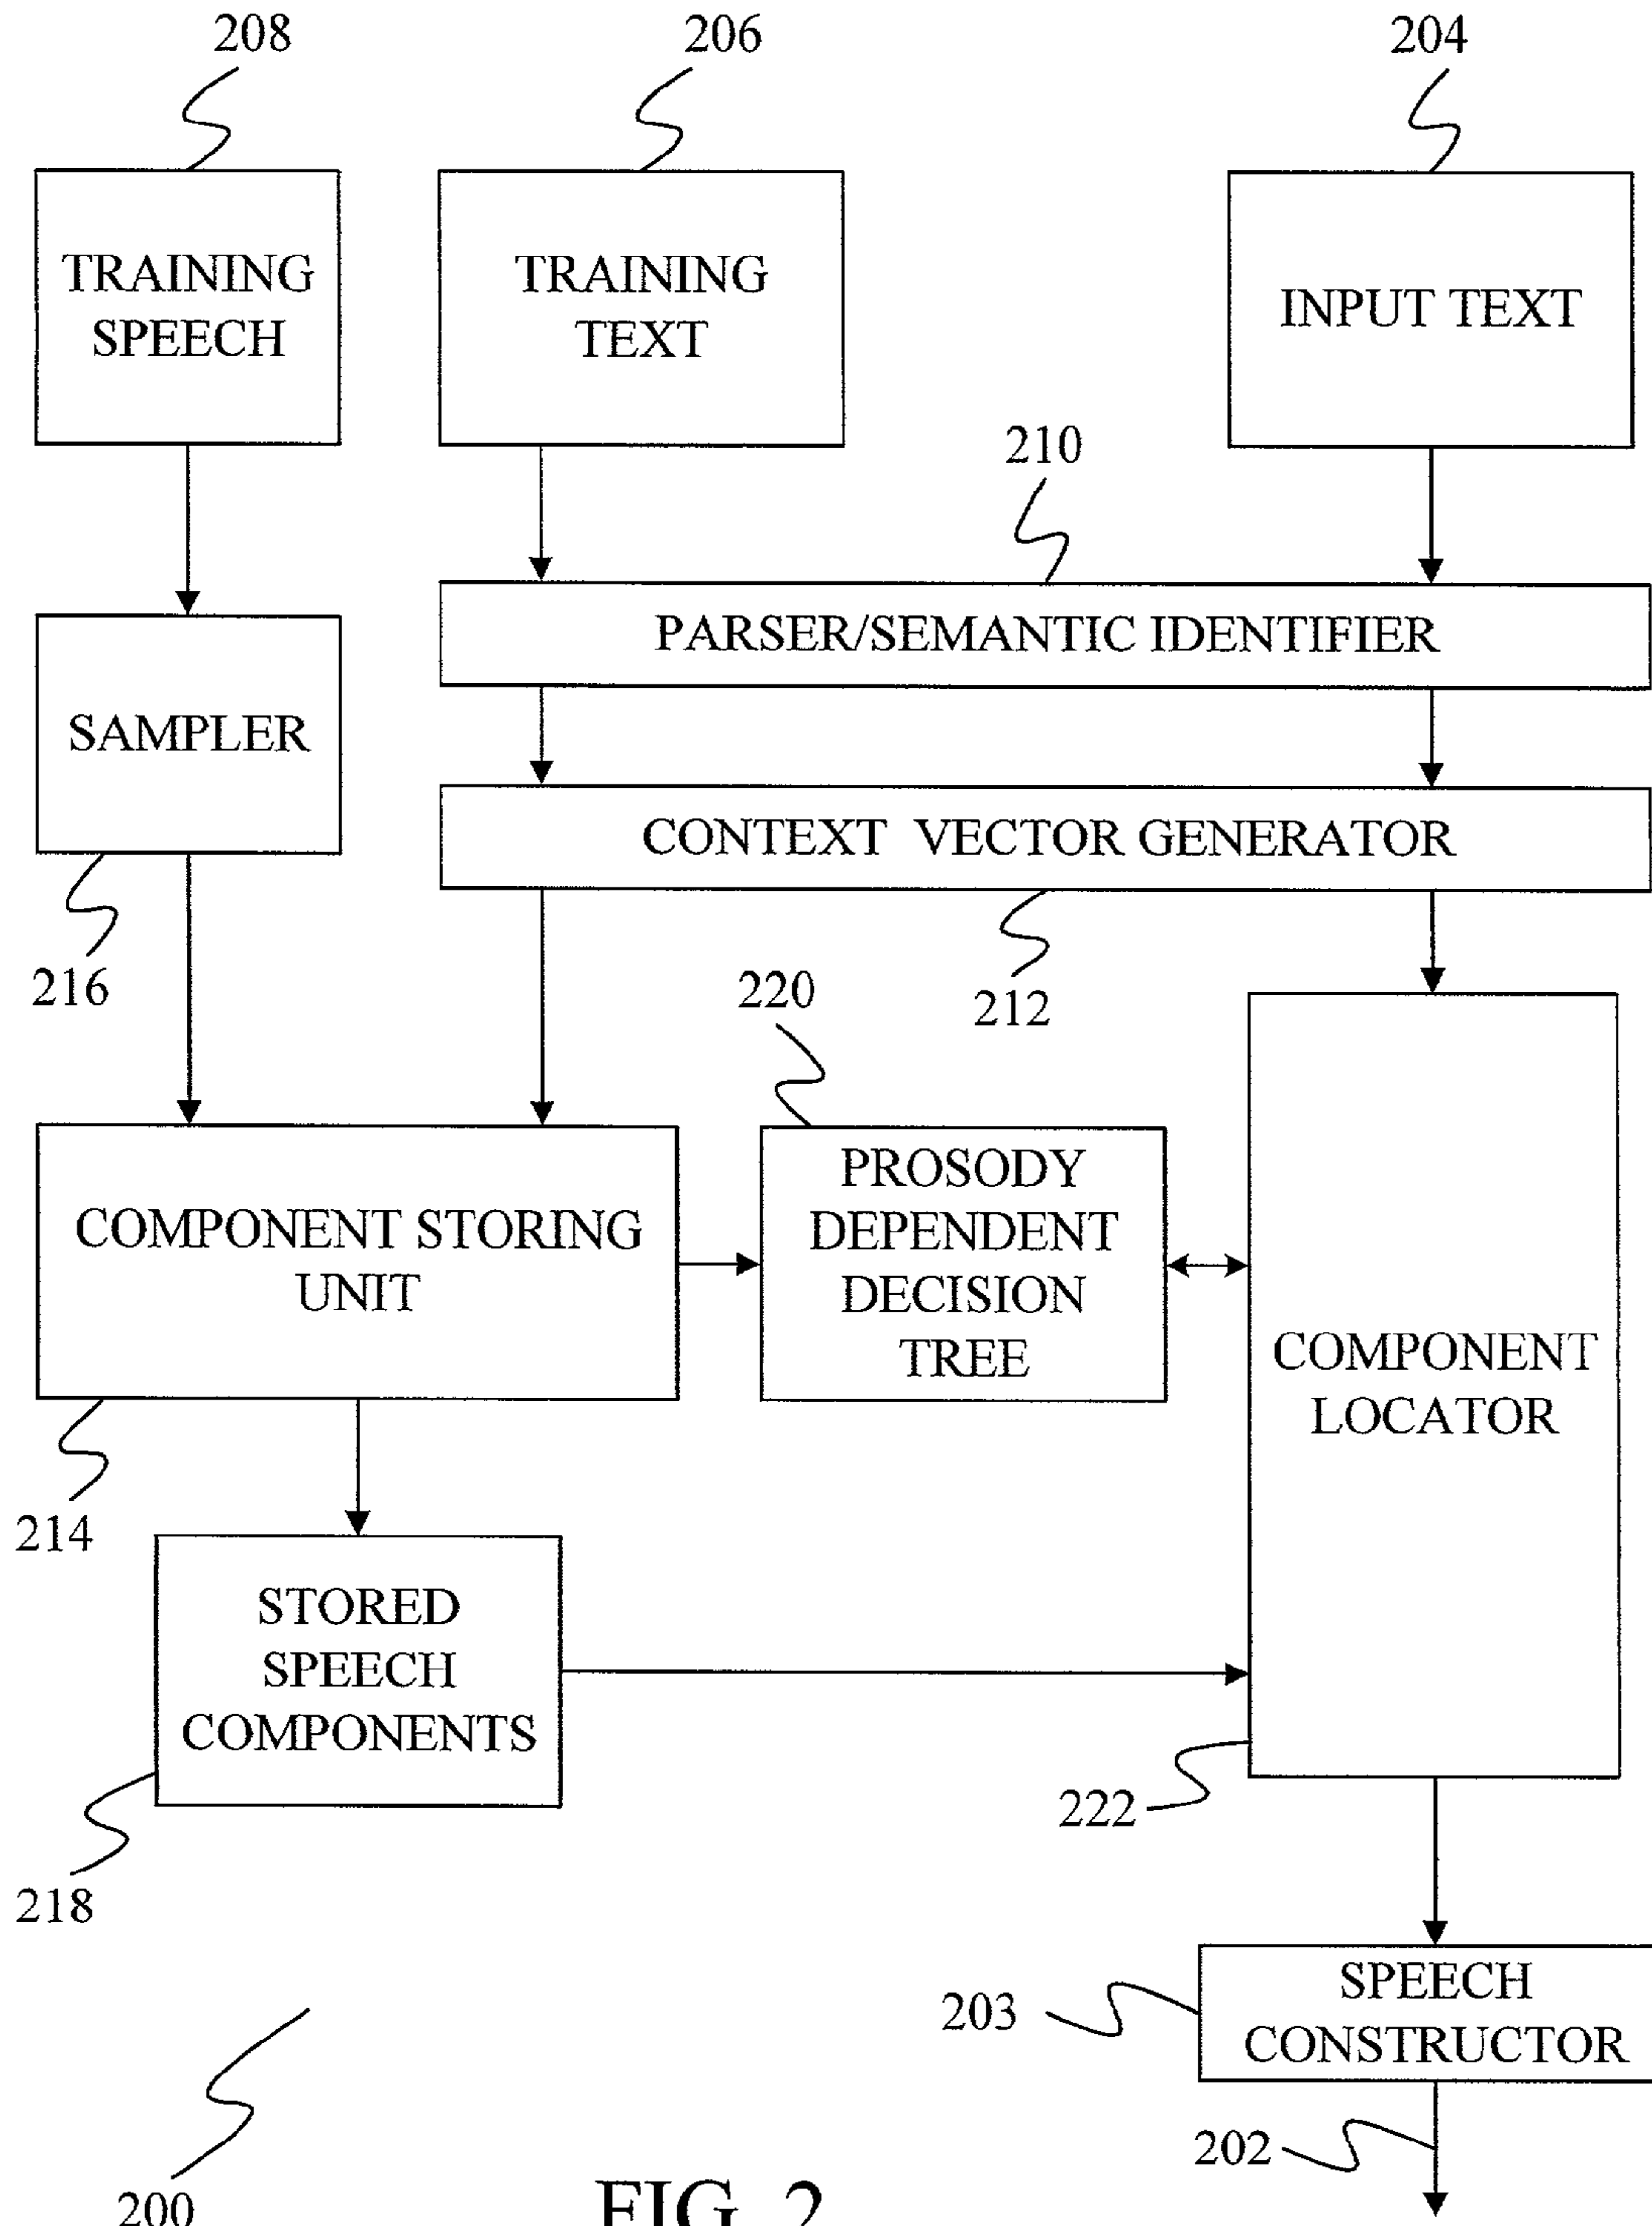 208
206
204
TRAINING
SPEECH
TRAINING
TEXT
INPUT TEXT
210
PARSER/SEMANTIC IDENTIFIER
SAMPLER
CONTEXT VECTOR GENERATOR
216
220
212
COMPONENT STORING
UNIT
PROSODY
DEPENDENT
DECISION
TREE
COMPONENT
LOCATOR
214
STORED
SPEECH
COMPONENTS
222
218
203
SPEECH
CONSTRUCTOR
202
200
FIG. 2